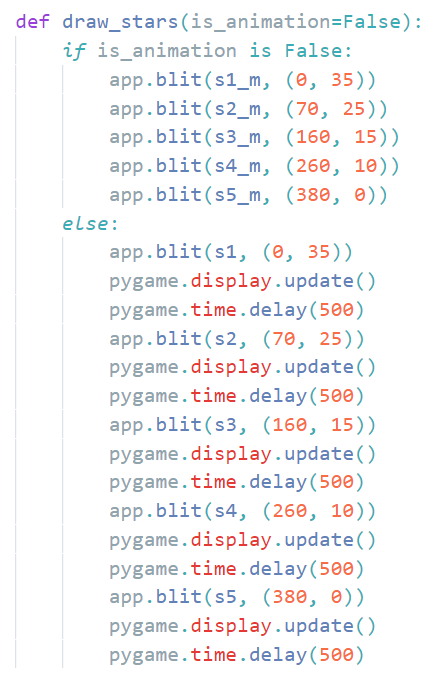 def draw_stars(is_animation=False):
    if is_animation is False:
        app.blit(s1_m, (0, 35))
        app.blit(s2_m, (70, 25))
        app.blit(s3_m, (160, 15))
        app.blit(s4_m, (260, 10))
        app.blit(s5_m, (380, 0))
    else:
        app.blit(s1, (0, 35))
        pygame.display.update()
        pygame.time.delay(500)
        app.blit(s2, (70, 25))
        pygame.display.update()
        pygame.time.delay(500)
        app.blit(s3, (160, 15))
        pygame.display.update()
        pygame.time.delay(500)
        app.blit(s4, (260, 10))
        pygame.display.update()
        pygame.time.delay(500)
        app.blit(s5, (380, 0))
        pygame.display.update()
        pygame.time.delay(500)